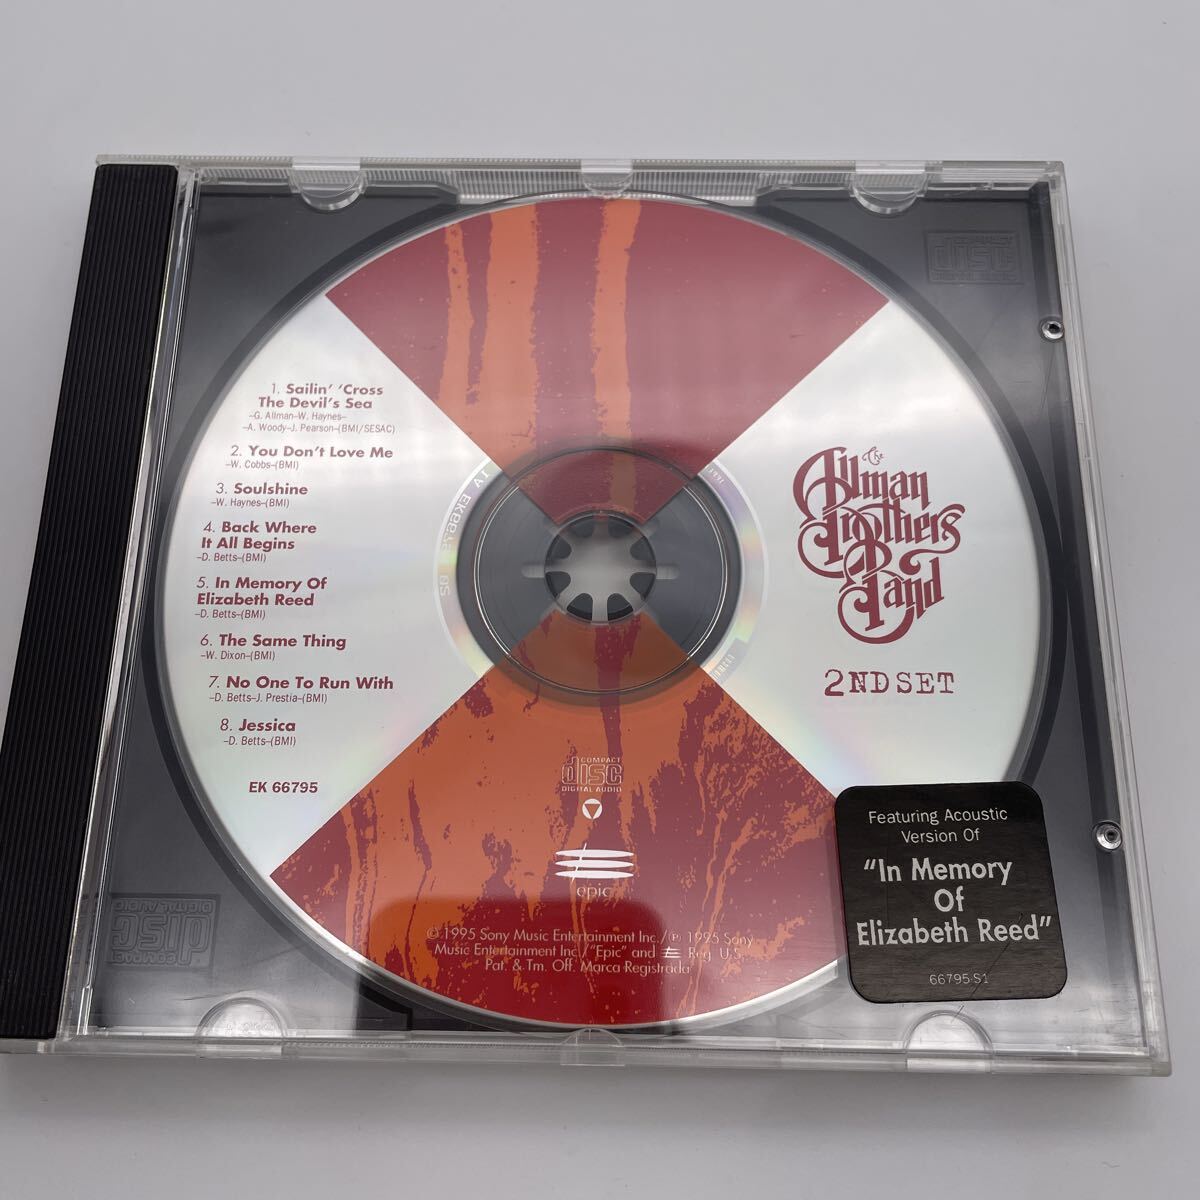 1. Sailin' 'Cross
The Devil's Sea
–G. Allman–W. Haynes–
–A. Woody–J. Pearson–(BMI/SESAC)
2. You Don't Love Me
–W. Cobbs–(BMI)
3. Soulshine
–W. Haynes–(BMI)
4. Back Where
It All Begins
–D. Betts–(BMI)
5. In Memory Of
Elizabeth Reed
–D. Betts–(BMI)
6. The Same Thing
–W. Dixon–(BMI)
7. No One To Run With
–D. Betts–J. Prestia–(BMI)
8. Jessica
–D. Betts–(BMI)
EK 66795
The
Allman
Brothers
Band
2ND SET
COMPACT
disc
DIGITAL AUDIO
epic
© 1995 Sony Music Entertainment Inc./℗ 1995 Sony
Music Entertainment Inc./"Epic" and Reg. U.S.
Pat. & Tm. Off. Marca Registrada
Featuring Acoustic
Version Of
"In Memory
Of
Elizabeth Reed"
66795 S1
COMPACT
disc
DIGITAL AUDIO